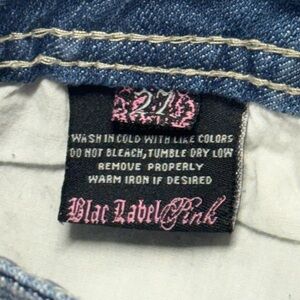 27
WASH IN COLD WITH LIKE COLORS
DO NOT BLEACH, TUMBLE DRY LOW
REMOVE PROPERLY
WARM IRON IF DESIRED
Blac Label Pink